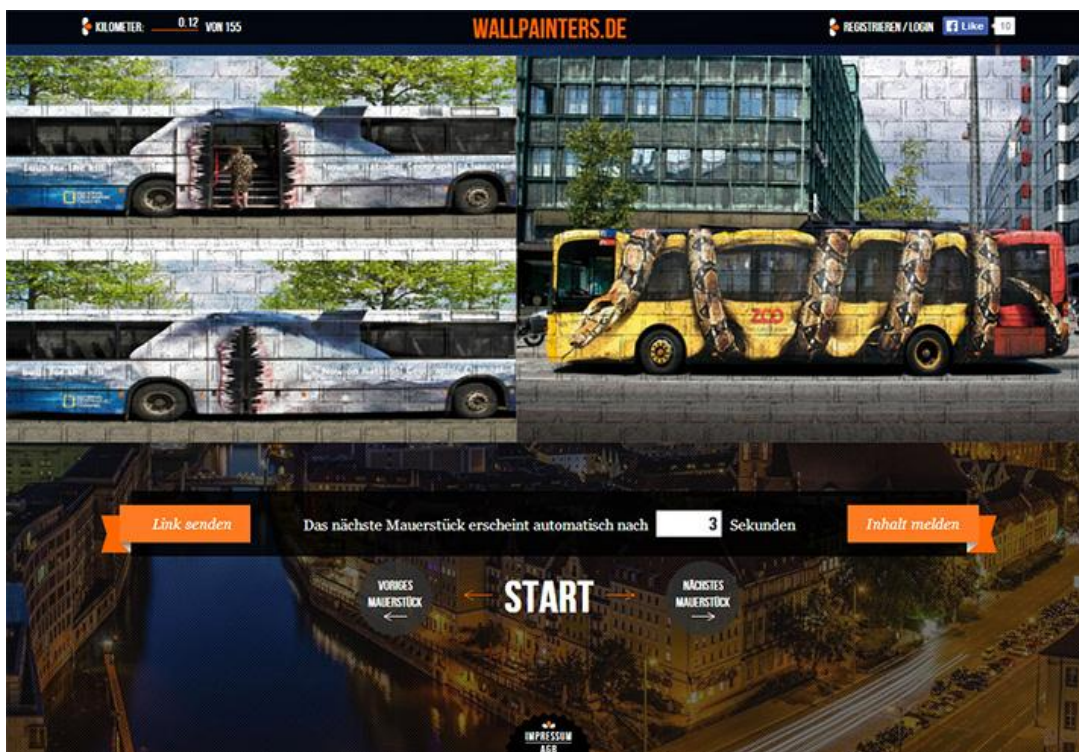 KILOMETER: 0.12 VON 155
WALLPAINTERS.DE
REGISTRIEREN / LOGIN
Like
10
ZOO
Link senden
Das nächste Mauerstück erscheint automatisch nach 3 Sekunden
Inhalt melden
VORIGES
MAUERSTÜCK
START
NÄCHSTES
MAUERSTÜCK
IMPRESSUM
AGB